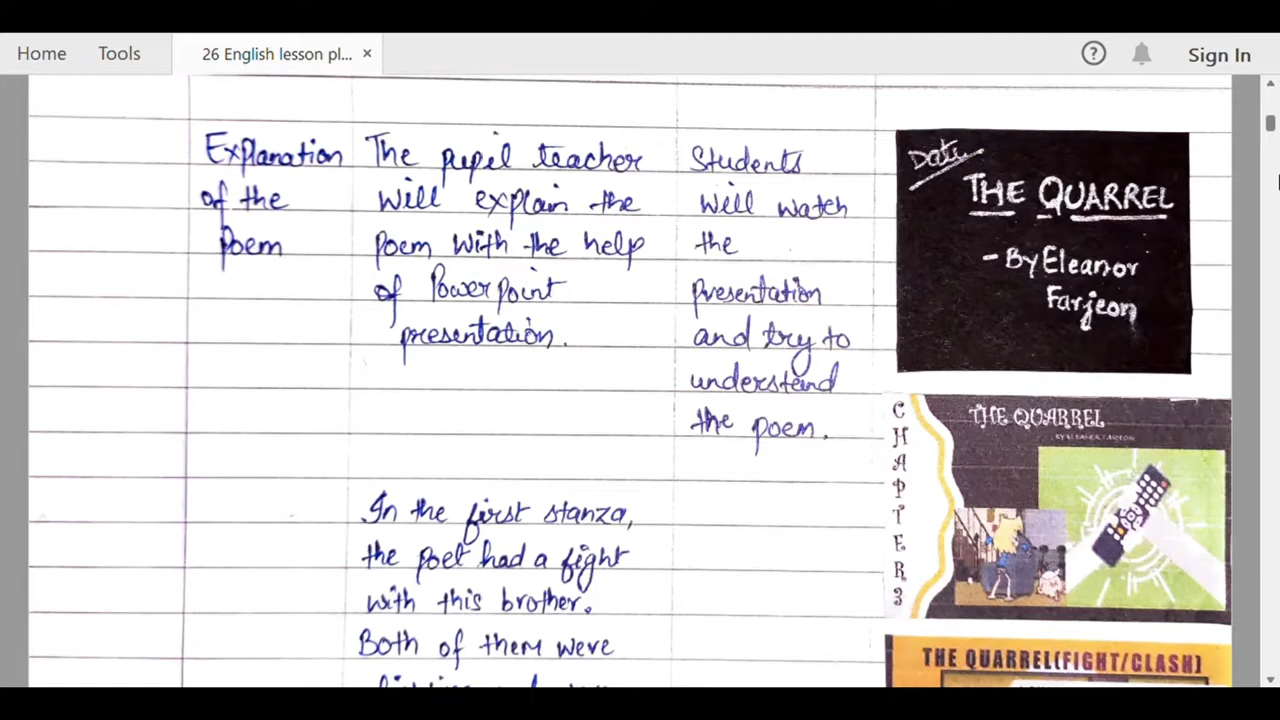 Home
Tools
26 English lesson pl...
×
?
Sign In
Explanation
of the
Poem
The pupil teacher
will explain the
poem with the help
of PowerPoint
presentation.
In the first stanza,
the poet had a fight
with this brother.
Both of them were
Students
will watch
the
presentation
and try to
understand
the poem.
Date
THE QUARREL
- By Eleanor
Farjeon
CHAPTER 3
THE QUARREL
BY ELEANOR FARJEON
THE QUARREL(FIGHT/CLASH)